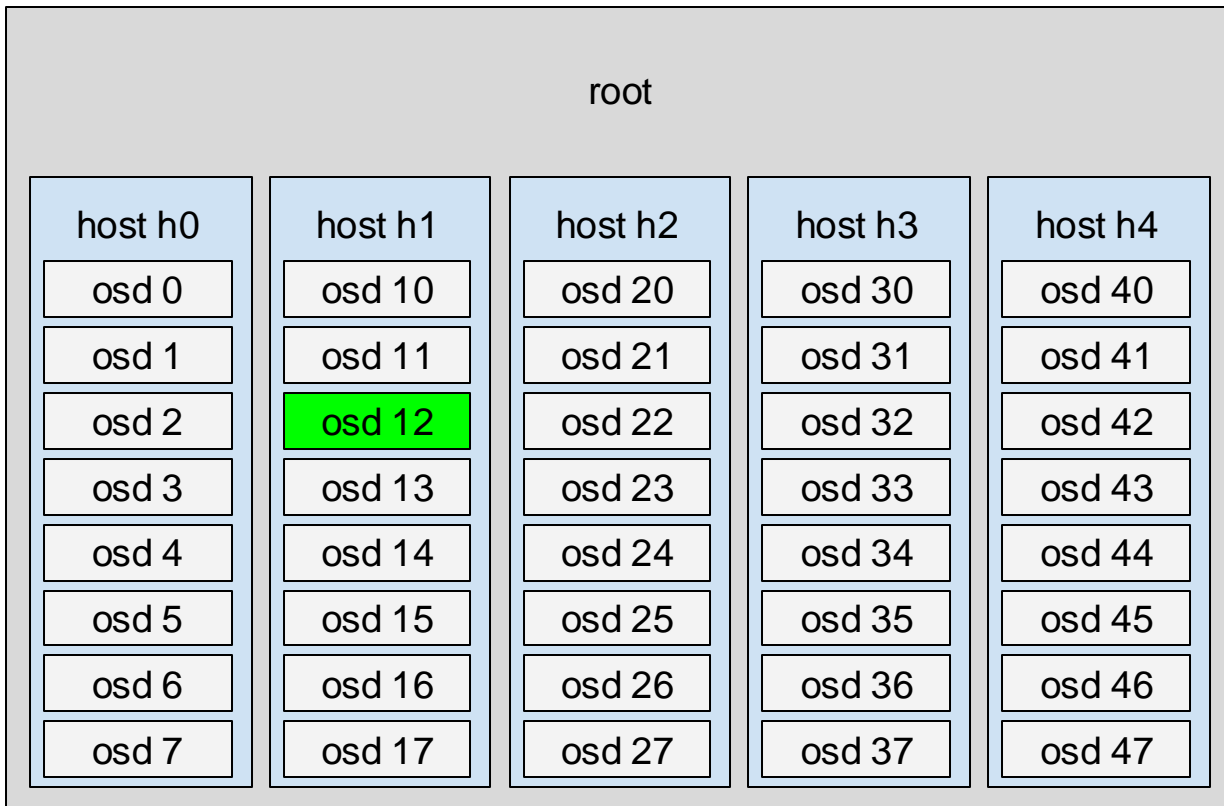 root
host h0
osd 0
osd 1
osd 2
osd 3
osd 4
osd 5
osd 6
osd 7
host h1
osd 10
osd 11
osd 12
osd 13
osd 14
osd 15
osd 16
osd 17
host h2
osd 20
osd 21
osd 22
osd 23
osd 24
osd 25
osd 26
osd 27
host h3
osd 30
osd 31
osd 32
osd 33
osd 34
osd 35
osd 36
osd 37
host h4
osd 40
osd 41
osd 42
osd 43
osd 44
osd 45
osd 46
osd 47